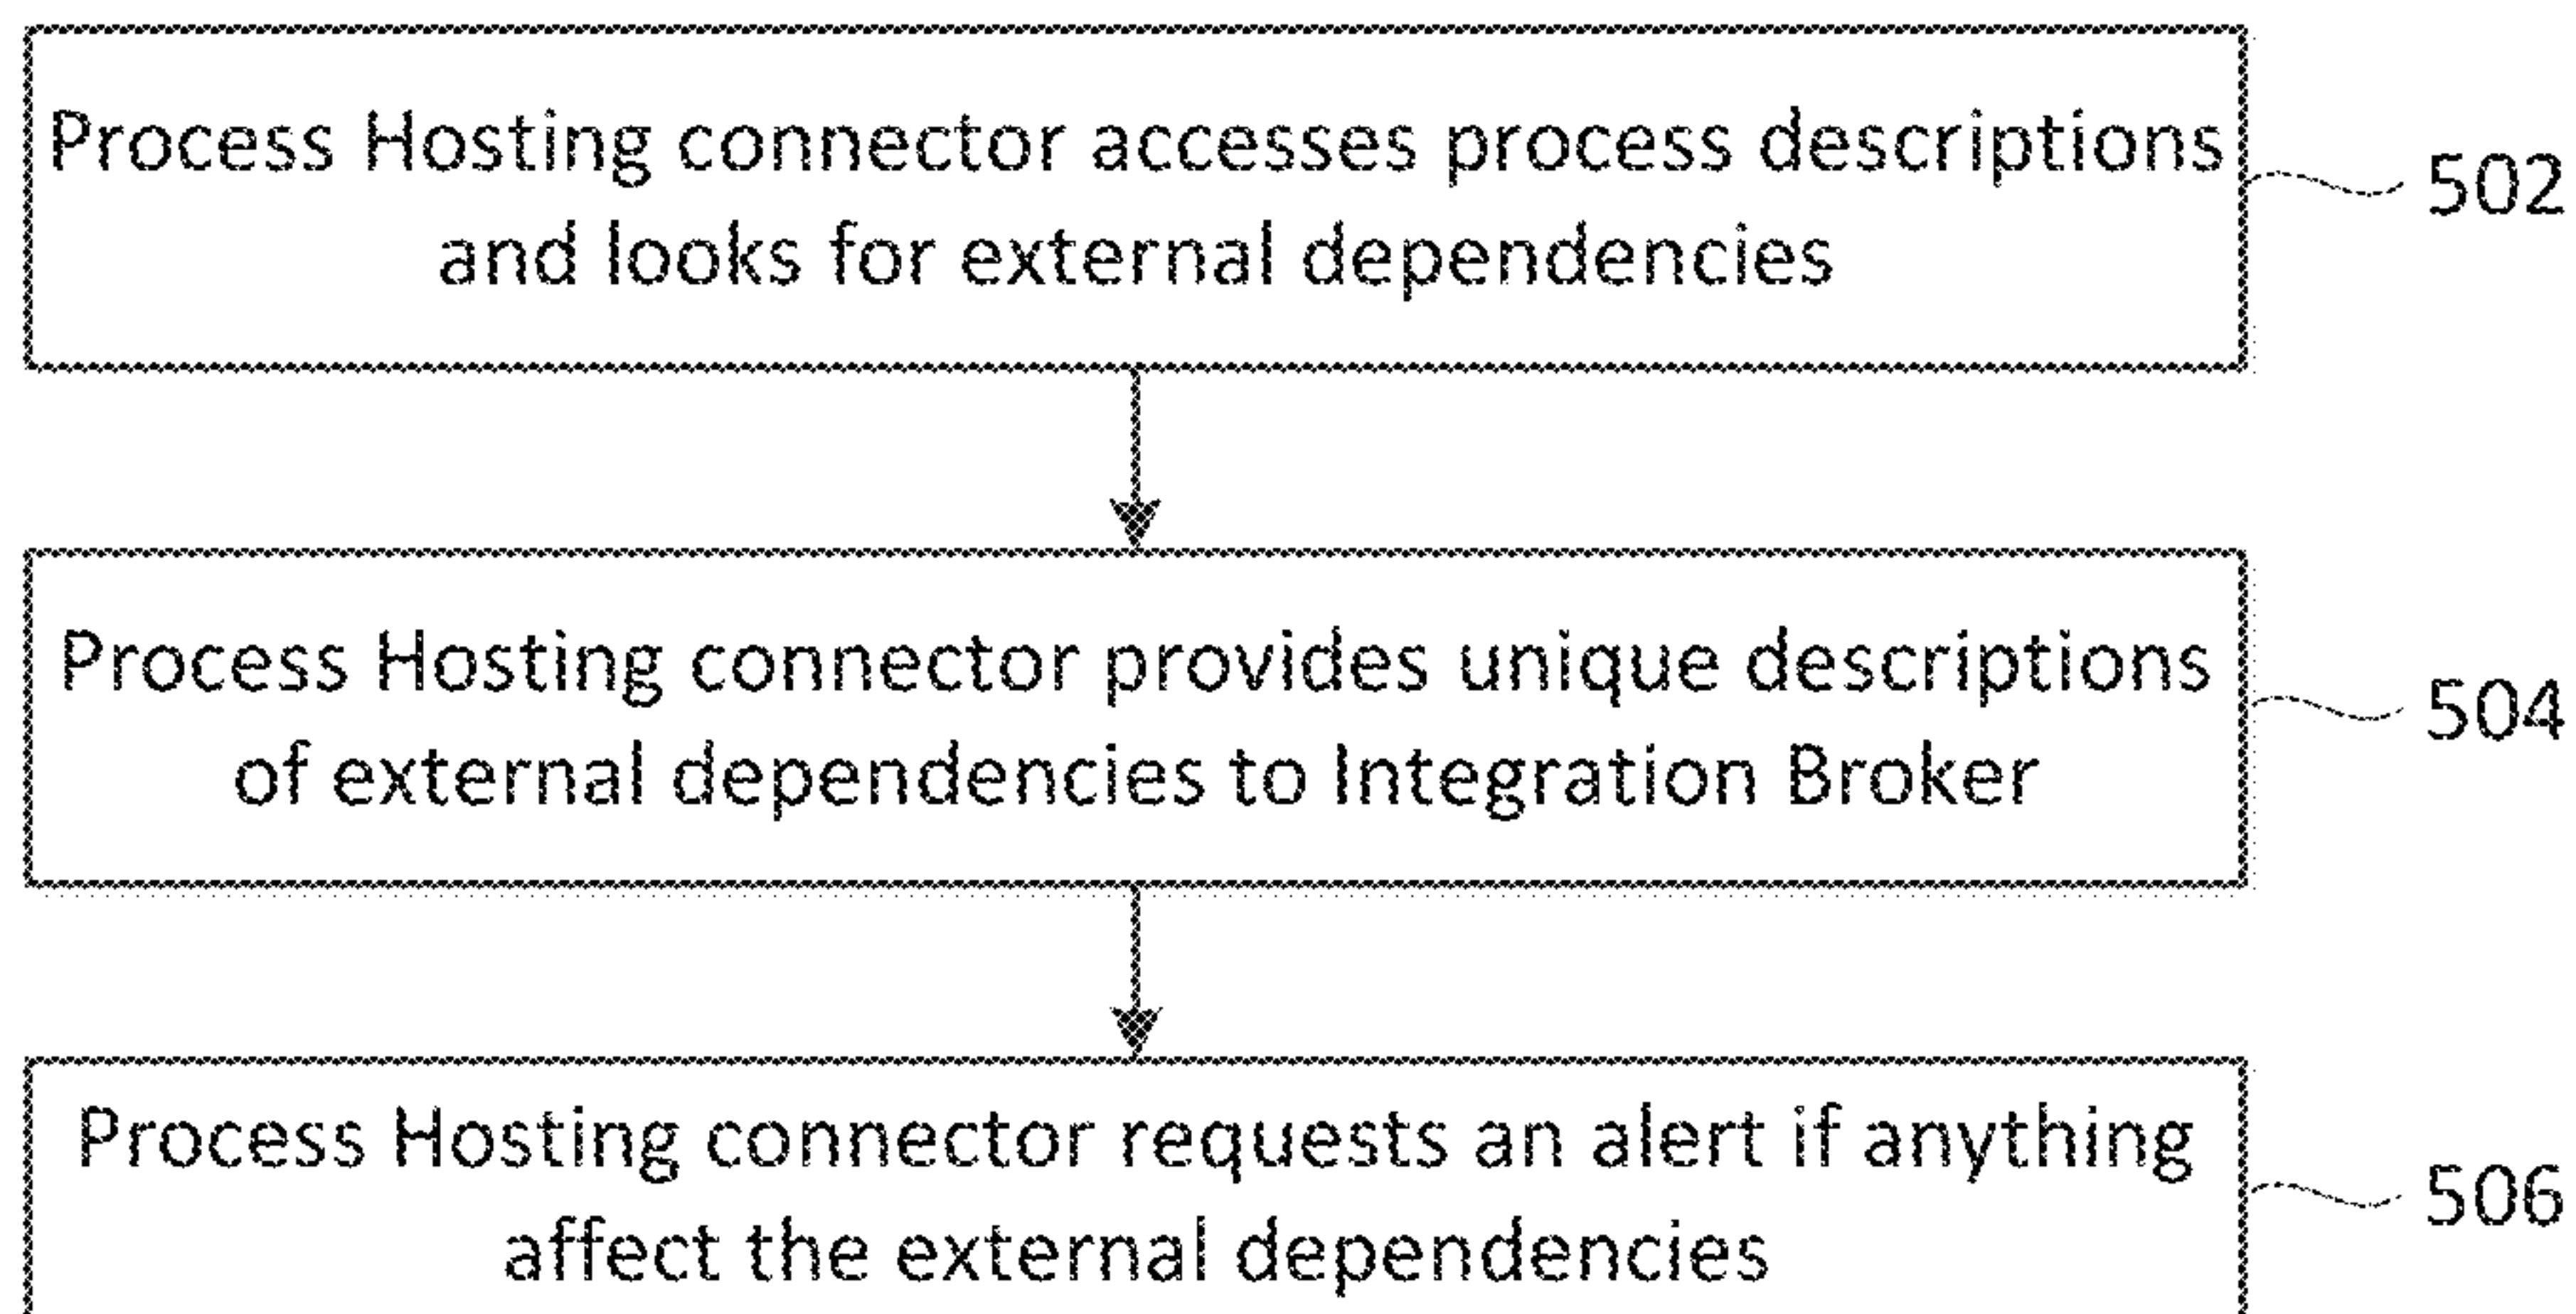 Process Hosting connector accesses process descriptions
and looks for external dependencies
502
Process Hosting connector provides unique descriptions
of external dependencies to Integration Broker
504
Process Hosting connector requests an alert if anything
affect the external dependencies
506